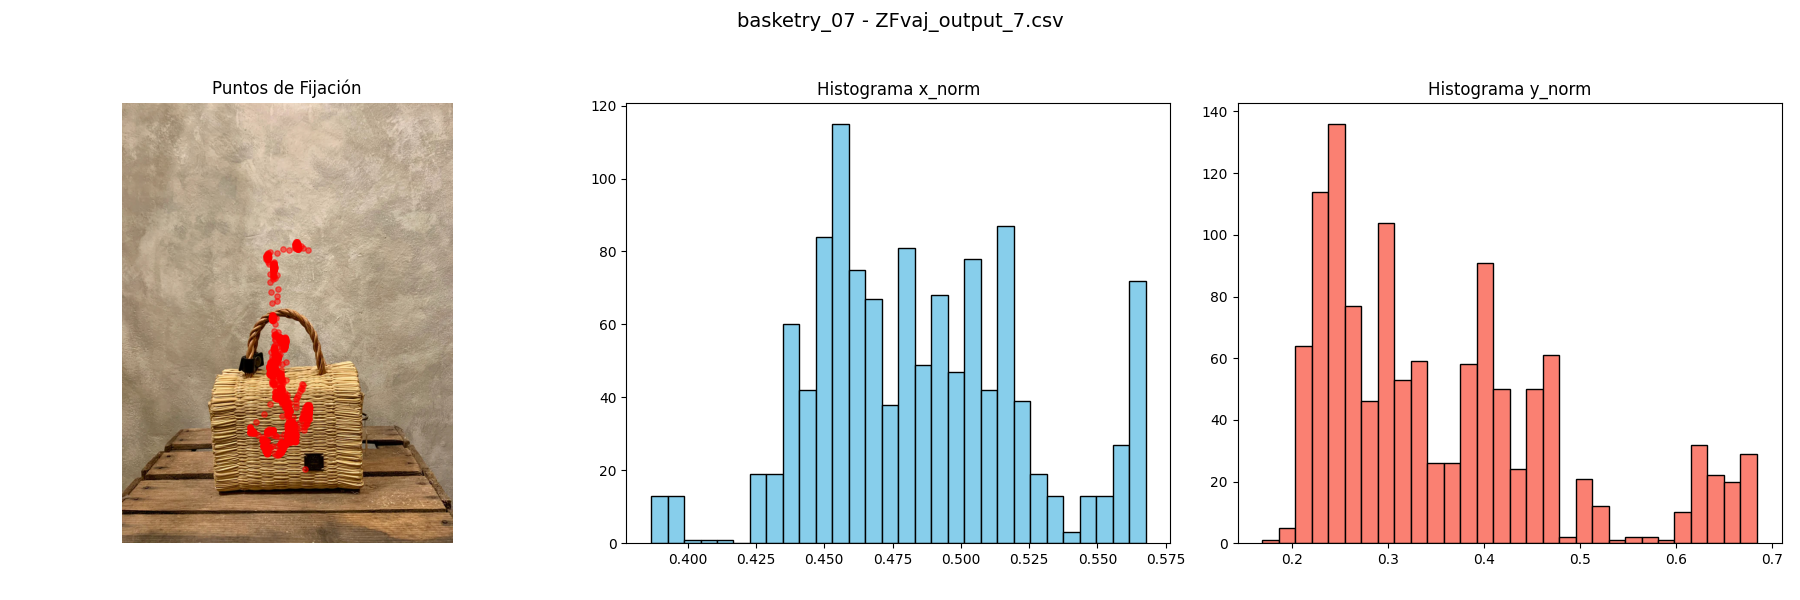 basketry_07 - ZFvaj_output_7.csv
Puntos de Fijación
Histograma x_norm
120
100
80
60
40
20
0
0.400 0.425 0.450 0.475 0.500 0.525 0.550 0.575
Histograma y_norm
140
120
100
80
60
40
20
0
0.2 0.3 0.4 0.5 0.6 0.7